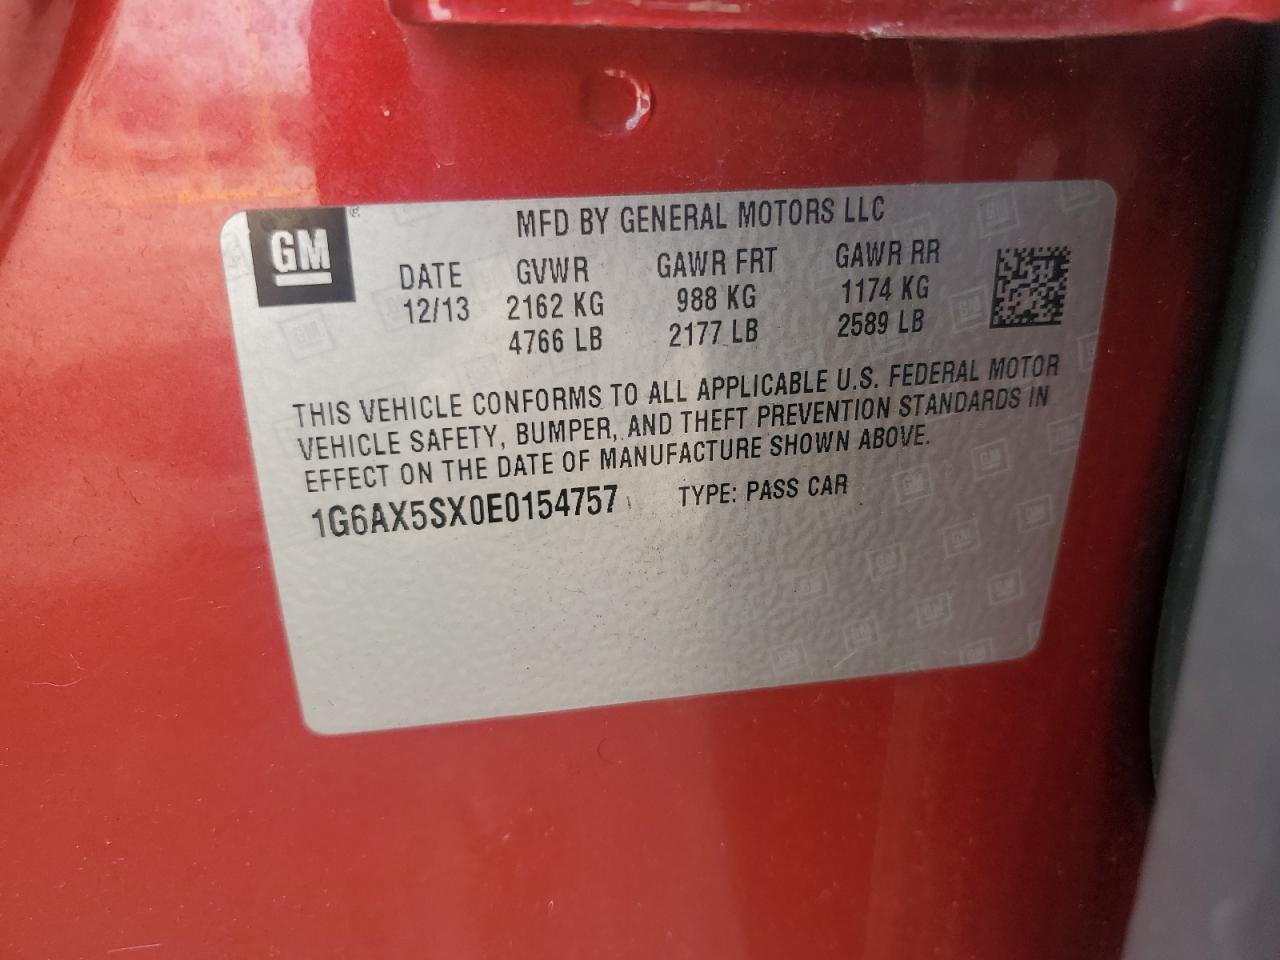 GM
MFD BY GENERAL MOTORS LLC
DATE GVWR GAWR FRT GAWR RR
12/13 2162 KG 988 KG 1174 KG
4766 LB 2177 LB 2589 LB
THIS VEHICLE CONFORMS TO ALL APPLICABLE U.S. FEDERAL MOTOR
VEHICLE SAFETY, BUMPER, AND THEFT PREVENTION STANDARDS IN
EFFECT ON THE DATE OF MANUFACTURE SHOWN ABOVE.
1G6AX5SX0E0154757 TYPE: PASS CAR